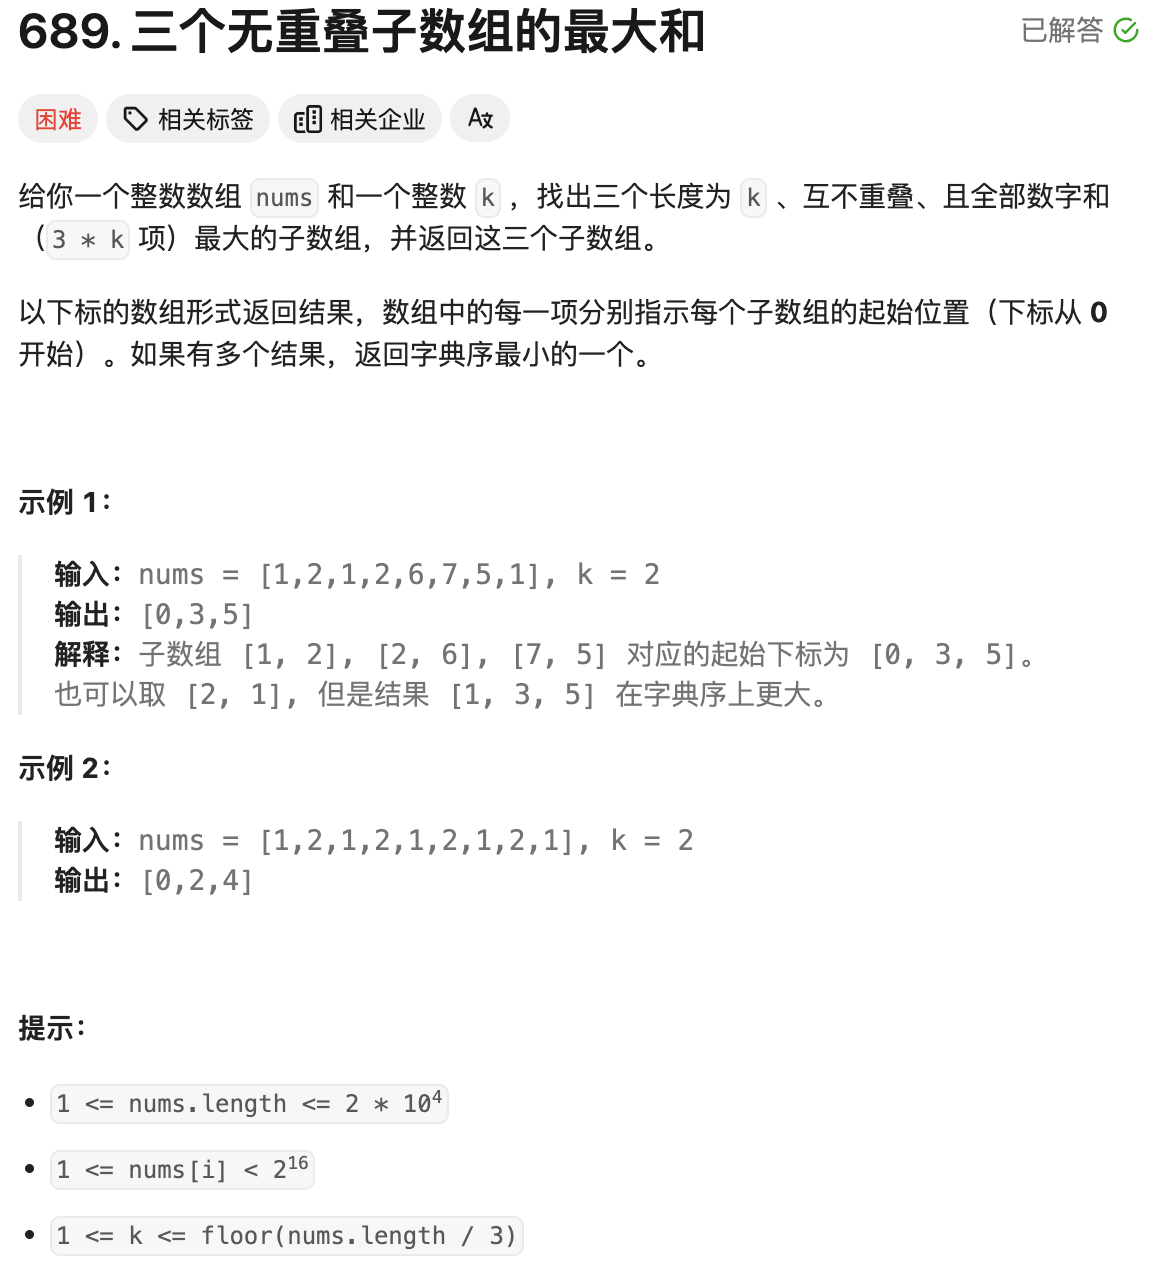 689. 三个无重叠子数组的最大和
已解答
困难 相关标签 相关企业
给你一个整数数组 nums 和一个整数 k ，找出三个长度为 k 、互不重叠、且全部数字和
（3 * k 项）最大的子数组，并返回这三个子数组。
以下标的数组形式返回结果，数组中的每一项分别指示每个子数组的起始位置（下标从 0
开始）。如果有多个结果，返回字典序最小的一个。
示例 1：
输入：nums = [1,2,1,2,6,7,5,1], k = 2
输出：[0,3,5]
解释：子数组 [1, 2], [2, 6], [7, 5] 对应的起始下标为 [0, 3, 5]。
也可以取 [2, 1], 但是结果 [1, 3, 5] 在字典序上更大。
示例 2：
输入：nums = [1,2,1,2,1,2,1,2,1], k = 2
输出：[0,2,4]
提示：
• 1 <= nums.length <= 2 * 10⁴
• 1 <= nums[i] < 2¹⁶
• 1 <= k <= floor(nums.length / 3)